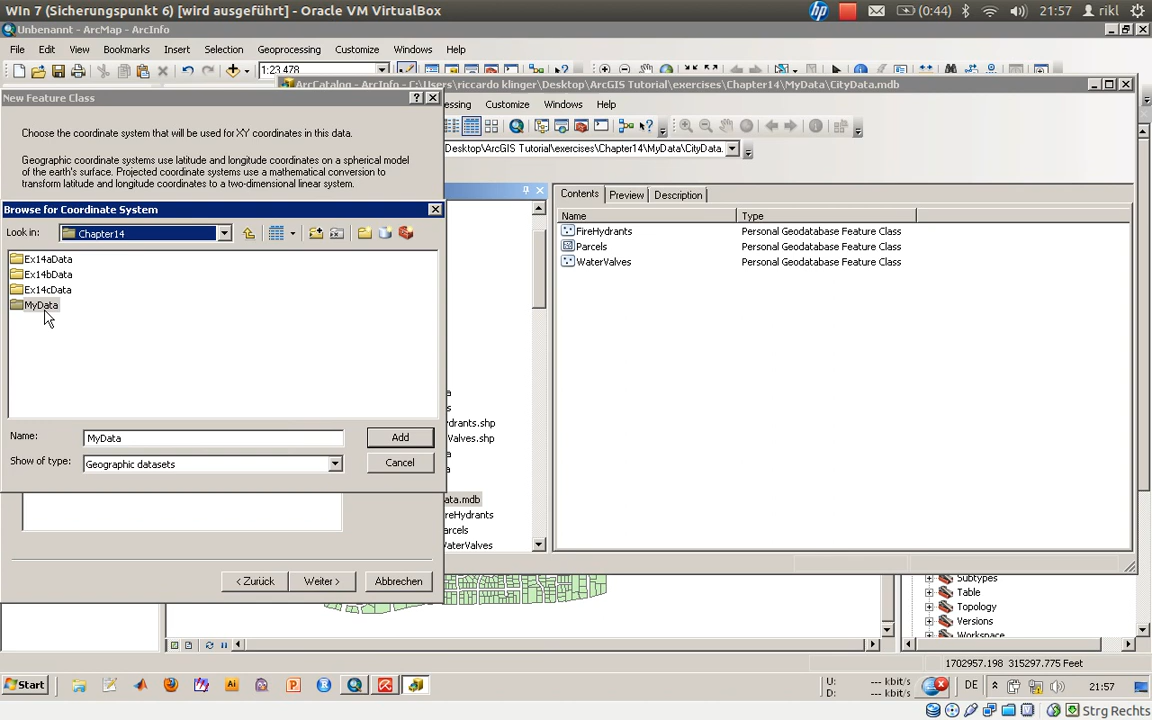 Win 7 (Sicherungspunkt 6) [wird ausgeführt] - Oracle VM VirtualBox
(0:44)
21:57
rikl
Unbenannt - ArcMap - ArcInfo
File Edit View Bookmarks Insert Selection Geoprocessing Customize Windows Help
1:23.478
ArcCatalog - ArcInfo - C:\Users\riccardo klinger\Desktop\ArcGIS Tutorial\exercises\Chapter14\MyData\CityData.mdb
New Feature Class
essing Customize Windows Help
Choose the coordinate system that will be used for XY coordinates in this data.
Desktop\ArcGIS Tutorial\exercises\Chapter14\MyData\CityData.
Geographic coordinate systems use latitude and longitude coordinates on a spherical model
of the earth's surface. Projected coordinate systems use a mathematical conversion to
transform latitude and longitude coordinates to a two-dimensional linear system.
Contents Preview Description
Browse for Coordinate System
Name Type
Look in: Chapter14
FireHydrants Personal Geodatabase Feature Class
Parcels Personal Geodatabase Feature Class
WaterValves Personal Geodatabase Feature Class
Ex14aData
Ex14bData
Ex14cData
MyData
a
s
ydrants.shp
Valves.shp
a
a
ata.mdb
reHydrants
arcels
/aterValves
Name: MyData Add
Show of type: Geographic datasets Cancel
< Zurück Weiter > Abbrechen
Subtypes
Table
Topology
Versions
Workspace
1702957.198 315297.775 Feet
Start
U: --- kbit/s
D: --- kbit/s
DE
21:57
Strg Rechts